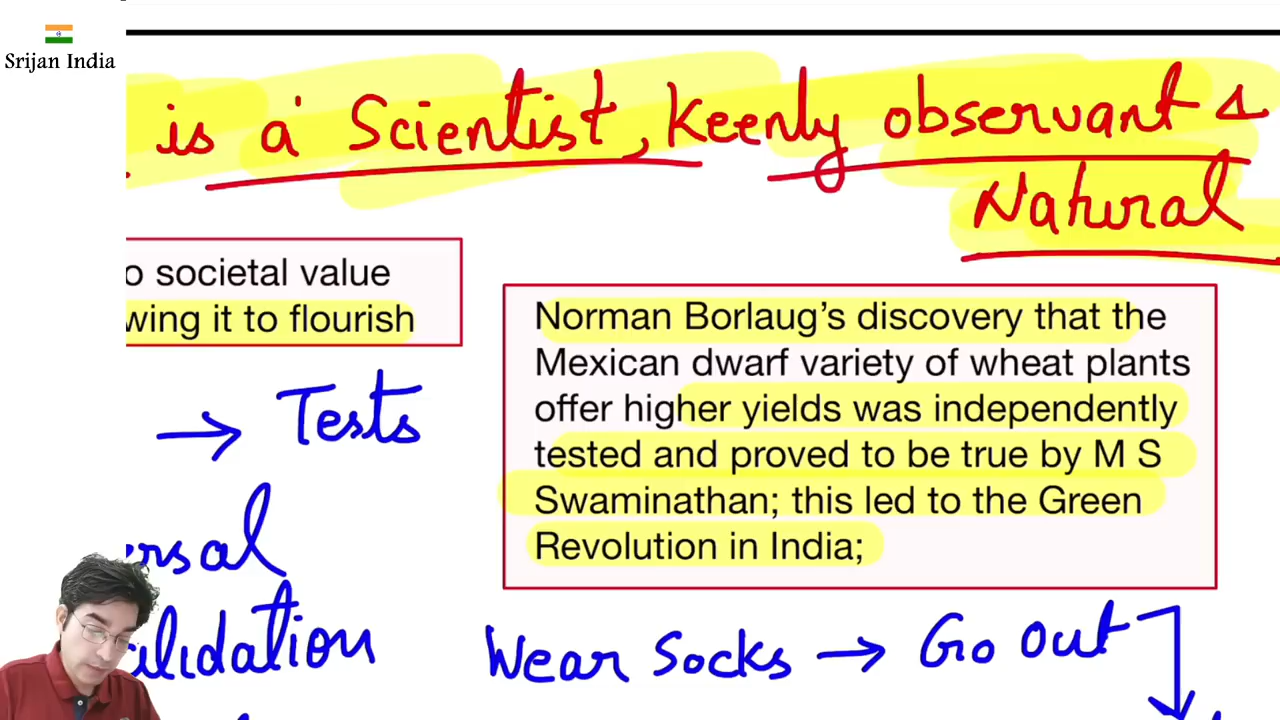 Srijan India
is a Scientist, Keenly observant &
Natural
o societal value
wing it to flourish
Norman Borlaug's discovery that the
Mexican dwarf variety of wheat plants
offer higher yields was independently
tested and proved to be true by M S
Swaminathan; this led to the Green
Revolution in India;
→ Tests
ersal
alidation
Wear Socks → Go out